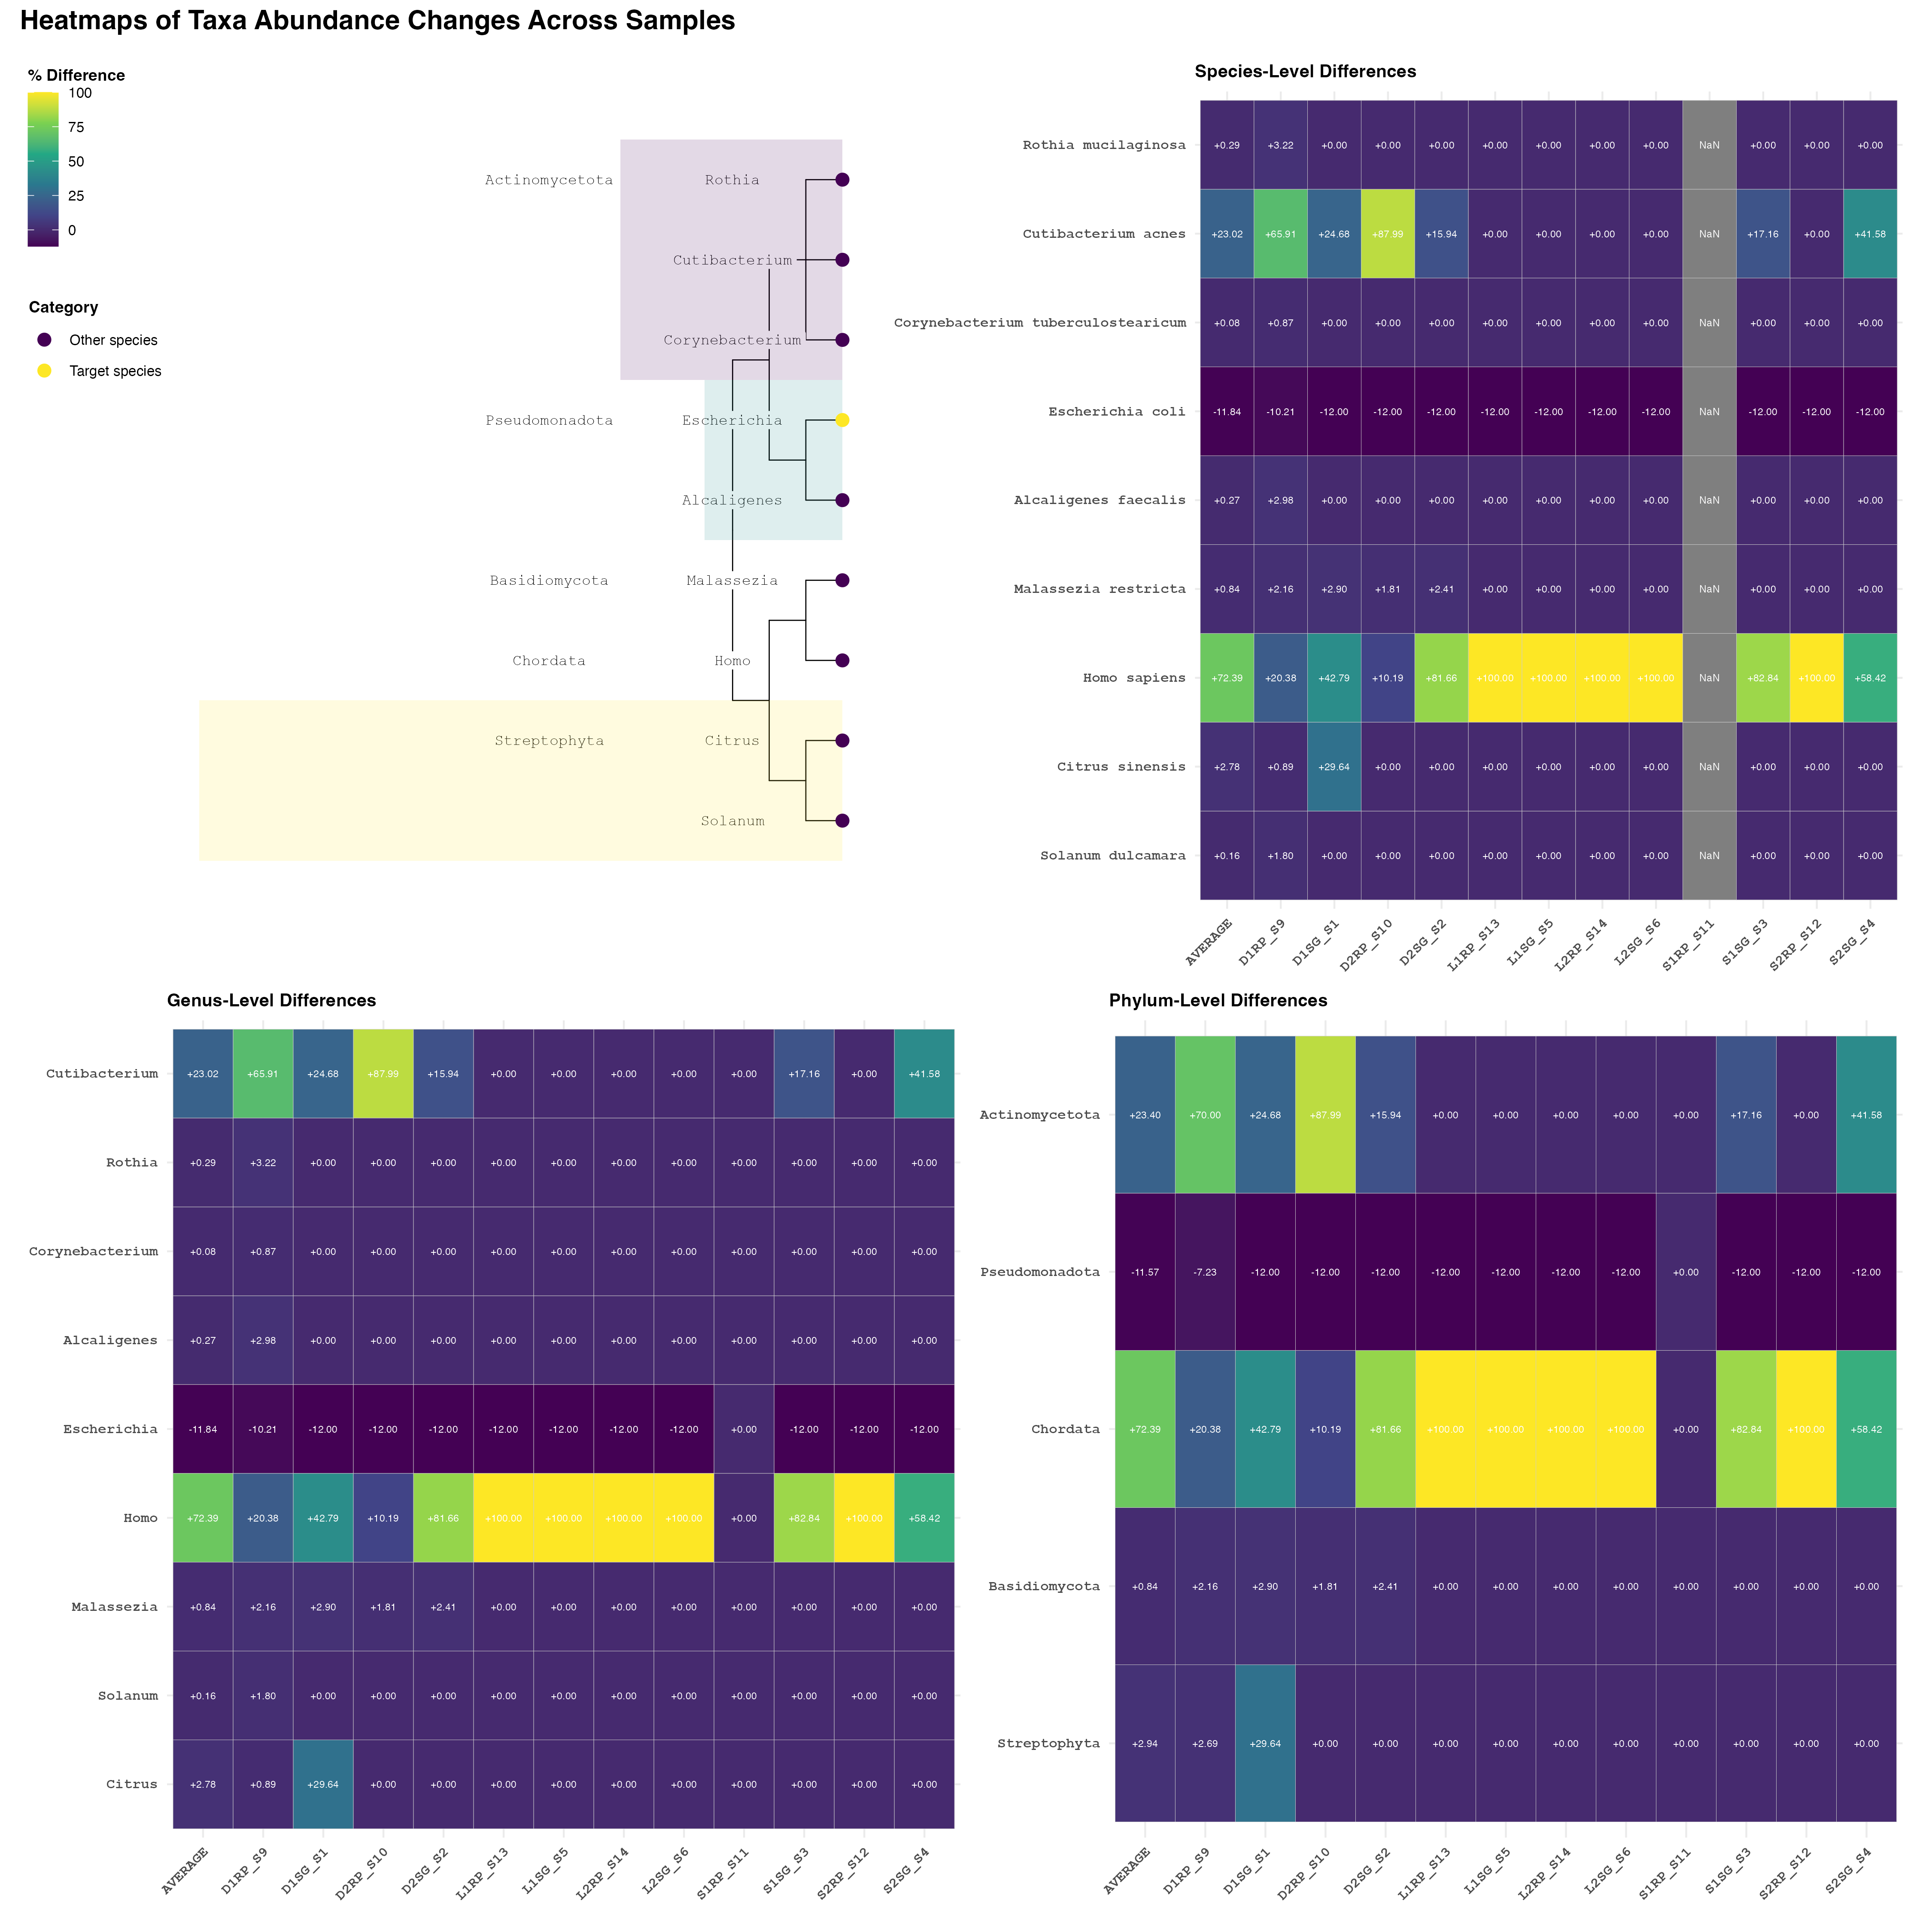 Heatmaps of Taxa Abundance Changes Across Samples
% Difference
100
75
50
25
0
Category
Other species
Target species
Actinomycetota Rothia
Cutibacterium
Corynebacterium
Pseudomonadota Escherichia
Alcaligenes
Basidiomycota Malassezia
Chordata Homo
Streptophyta Citrus
Solanum
Species-Level Differences
Rothia mucilaginosa +0.29 +3.22 +0.00 +0.00 +0.00 +0.00 +0.00 +0.00 +0.00 NaN +0.00 +0.00 +0.00
Cutibacterium acnes +23.02 +65.91 +24.68 +87.99 +15.94 +0.00 +0.00 +0.00 +0.00 NaN +17.16 +0.00 +41.58
Corynebacterium tuberculostearicum +0.08 +0.87 +0.00 +0.00 +0.00 +0.00 +0.00 +0.00 +0.00 NaN +0.00 +0.00 +0.00
Escherichia coli -11.84 -10.21 -12.00 -12.00 -12.00 -12.00 -12.00 -12.00 -12.00 NaN -12.00 -12.00 -12.00
Alcaligenes faecalis +0.27 +2.98 +0.00 +0.00 +0.00 +0.00 +0.00 +0.00 +0.00 NaN +0.00 +0.00 +0.00
Malassezia restricta +0.84 +2.16 +2.90 +1.81 +2.41 +0.00 +0.00 +0.00 +0.00 NaN +0.00 +0.00 +0.00
Homo sapiens +72.39 +20.38 +42.79 +10.19 +81.66 +100.00 +100.00 +100.00 +100.00 NaN +82.84 +100.00 +58.42
Citrus sinensis +2.78 +0.89 +29.64 +0.00 +0.00 +0.00 +0.00 +0.00 +0.00 NaN +0.00 +0.00 +0.00
Solanum dulcamara +0.16 +1.80 +0.00 +0.00 +0.00 +0.00 +0.00 +0.00 +0.00 NaN +0.00 +0.00 +0.00
AVERAGE D1RP_S9 D1SG_S1 D2RP_S10 D2SG_S2 L1RP_S13 L1SG_S5 L2RP_S14 L2SG_S6 S1RP_S11 S1SG_S3 S2RP_S12 S2SG_S4
Genus-Level Differences
Cutibacterium +23.02 +65.91 +24.68 +87.99 +15.94 +0.00 +0.00 +0.00 +0.00 +0.00 +17.16 +0.00 +41.58
Rothia +0.29 +3.22 +0.00 +0.00 +0.00 +0.00 +0.00 +0.00 +0.00 +0.00 +0.00 +0.00 +0.00
Corynebacterium +0.08 +0.87 +0.00 +0.00 +0.00 +0.00 +0.00 +0.00 +0.00 +0.00 +0.00 +0.00 +0.00
Alcaligenes +0.27 +2.98 +0.00 +0.00 +0.00 +0.00 +0.00 +0.00 +0.00 +0.00 +0.00 +0.00 +0.00
Escherichia -11.84 -10.21 -12.00 -12.00 -12.00 -12.00 -12.00 -12.00 -12.00 +0.00 -12.00 -12.00 -12.00
Homo +72.39 +20.38 +42.79 +10.19 +81.66 +100.00 +100.00 +100.00 +100.00 +0.00 +82.84 +100.00 +58.42
Malassezia +0.84 +2.16 +2.90 +1.81 +2.41 +0.00 +0.00 +0.00 +0.00 +0.00 +0.00 +0.00 +0.00
Solanum +0.16 +1.80 +0.00 +0.00 +0.00 +0.00 +0.00 +0.00 +0.00 +0.00 +0.00 +0.00 +0.00
Citrus +2.78 +0.89 +29.64 +0.00 +0.00 +0.00 +0.00 +0.00 +0.00 +0.00 +0.00 +0.00 +0.00
AVERAGE D1RP_S9 D1SG_S1 D2RP_S10 D2SG_S2 L1RP_S13 L1SG_S5 L2RP_S14 L2SG_S6 S1RP_S11 S1SG_S3 S2RP_S12 S2SG_S4
Phylum-Level Differences
Actinomycetota +23.40 +70.00 +24.68 +87.99 +15.94 +0.00 +0.00 +0.00 +0.00 +0.00 +17.16 +0.00 +41.58
Pseudomonadota -11.57 -7.23 -12.00 -12.00 -12.00 -12.00 -12.00 -12.00 -12.00 +0.00 -12.00 -12.00 -12.00
Chordata +72.39 +20.38 +42.79 +10.19 +81.66 +100.00 +100.00 +100.00 +100.00 +0.00 +82.84 +100.00 +58.42
Basidiomycota +0.84 +2.16 +2.90 +1.81 +2.41 +0.00 +0.00 +0.00 +0.00 +0.00 +0.00 +0.00 +0.00
Streptophyta +2.94 +2.69 +29.64 +0.00 +0.00 +0.00 +0.00 +0.00 +0.00 +0.00 +0.00 +0.00 +0.00
AVERAGE D1RP_S9 D1SG_S1 D2RP_S10 D2SG_S2 L1RP_S13 L1SG_S5 L2RP_S14 L2SG_S6 S1RP_S11 S1SG_S3 S2RP_S12 S2SG_S4